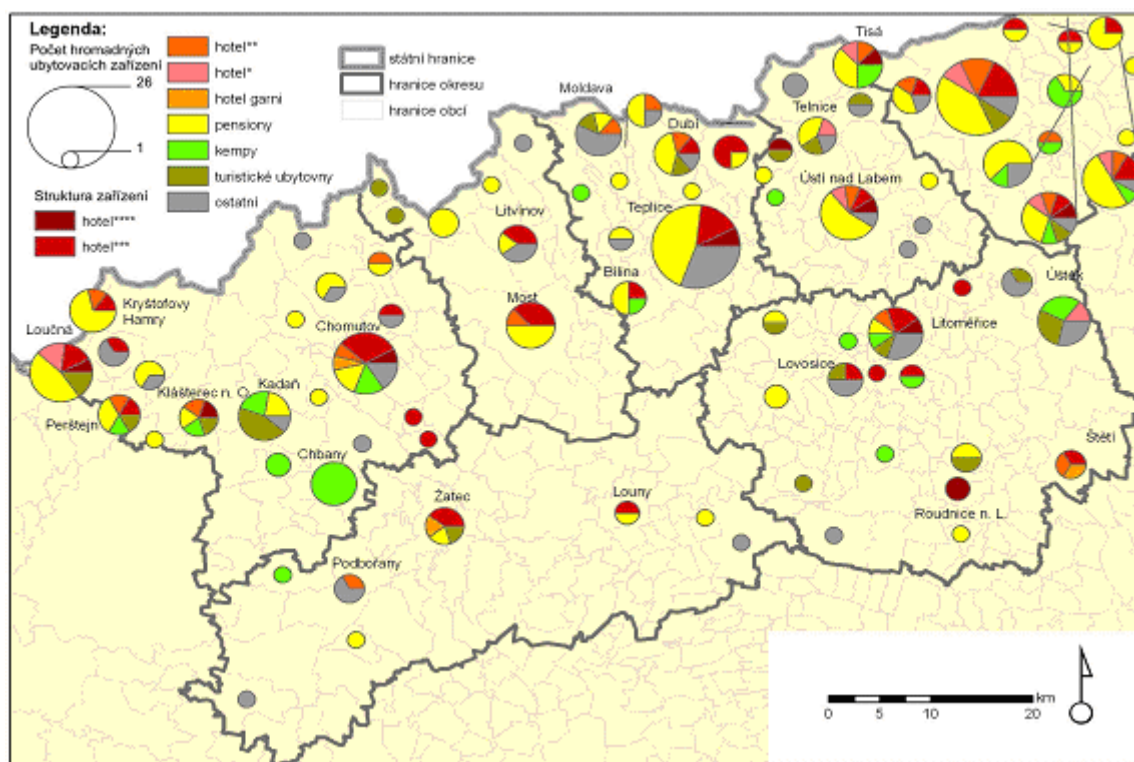 Legenda:
Počet hromadných
ubytovacích zařízení
26
1
Struktura zařízení
hotel****
hotel***
hotel**
hotel*
hotel garni
pensiony
kempy
turistické ubytovny
ostatní
státní hranice
hranice okresu
hranice obcí
Tisá
Moldava
Telnice
Dubí
Ústí nad Labem
Litvínov
Teplice
Bílina
Úštěk
Kryštofovy
Hamry
Most
Litoměřice
Loučná
Chomutov
Lovosice
Klášterec n. O.
Kadaň
Perštejn
Štětí
Chbany
Žatec
Louny
Roudnice n. L.
Podbořany
km
0
5
10
20